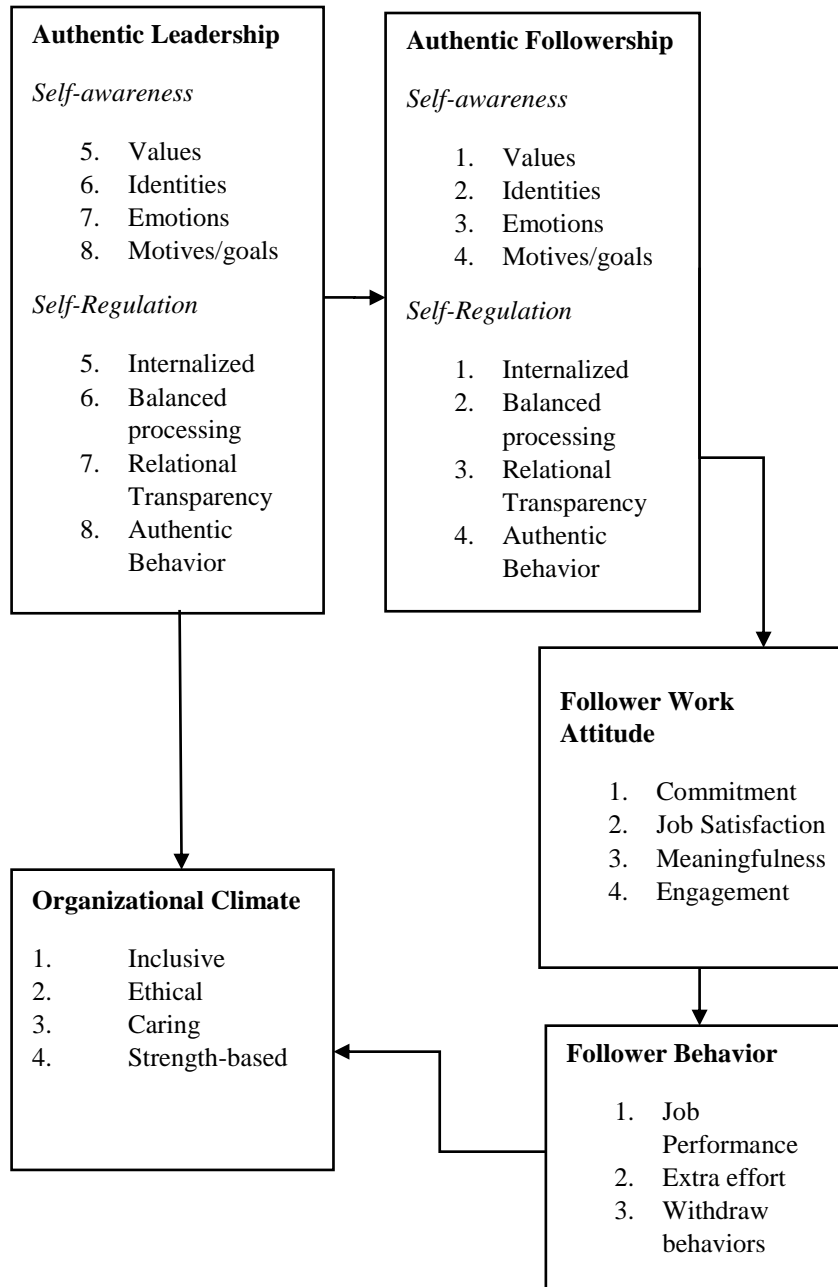 Authentic Leadership
Self-awareness
5. Values
6. Identities
7. Emotions
8. Motives/goals
Self-Regulation
5. Internalized
6. Balanced
processing
7. Relational
Transparency
8. Authentic
Behavior
Authentic Followership
Self-awareness
1. Values
2. Identities
3. Emotions
4. Motives/goals
Self-Regulation
1. Internalized
2. Balanced
processing
3. Relational
Transparency
4. Authentic
Behavior
Follower Work
Attitude
1. Commitment
2. Job Satisfaction
3. Meaningfulness
4. Engagement
Organizational Climate
1. Inclusive
2. Ethical
3. Caring
4. Strength-based
Follower Behavior
1. Job
Performance
2. Extra effort
3. Withdraw
behaviors